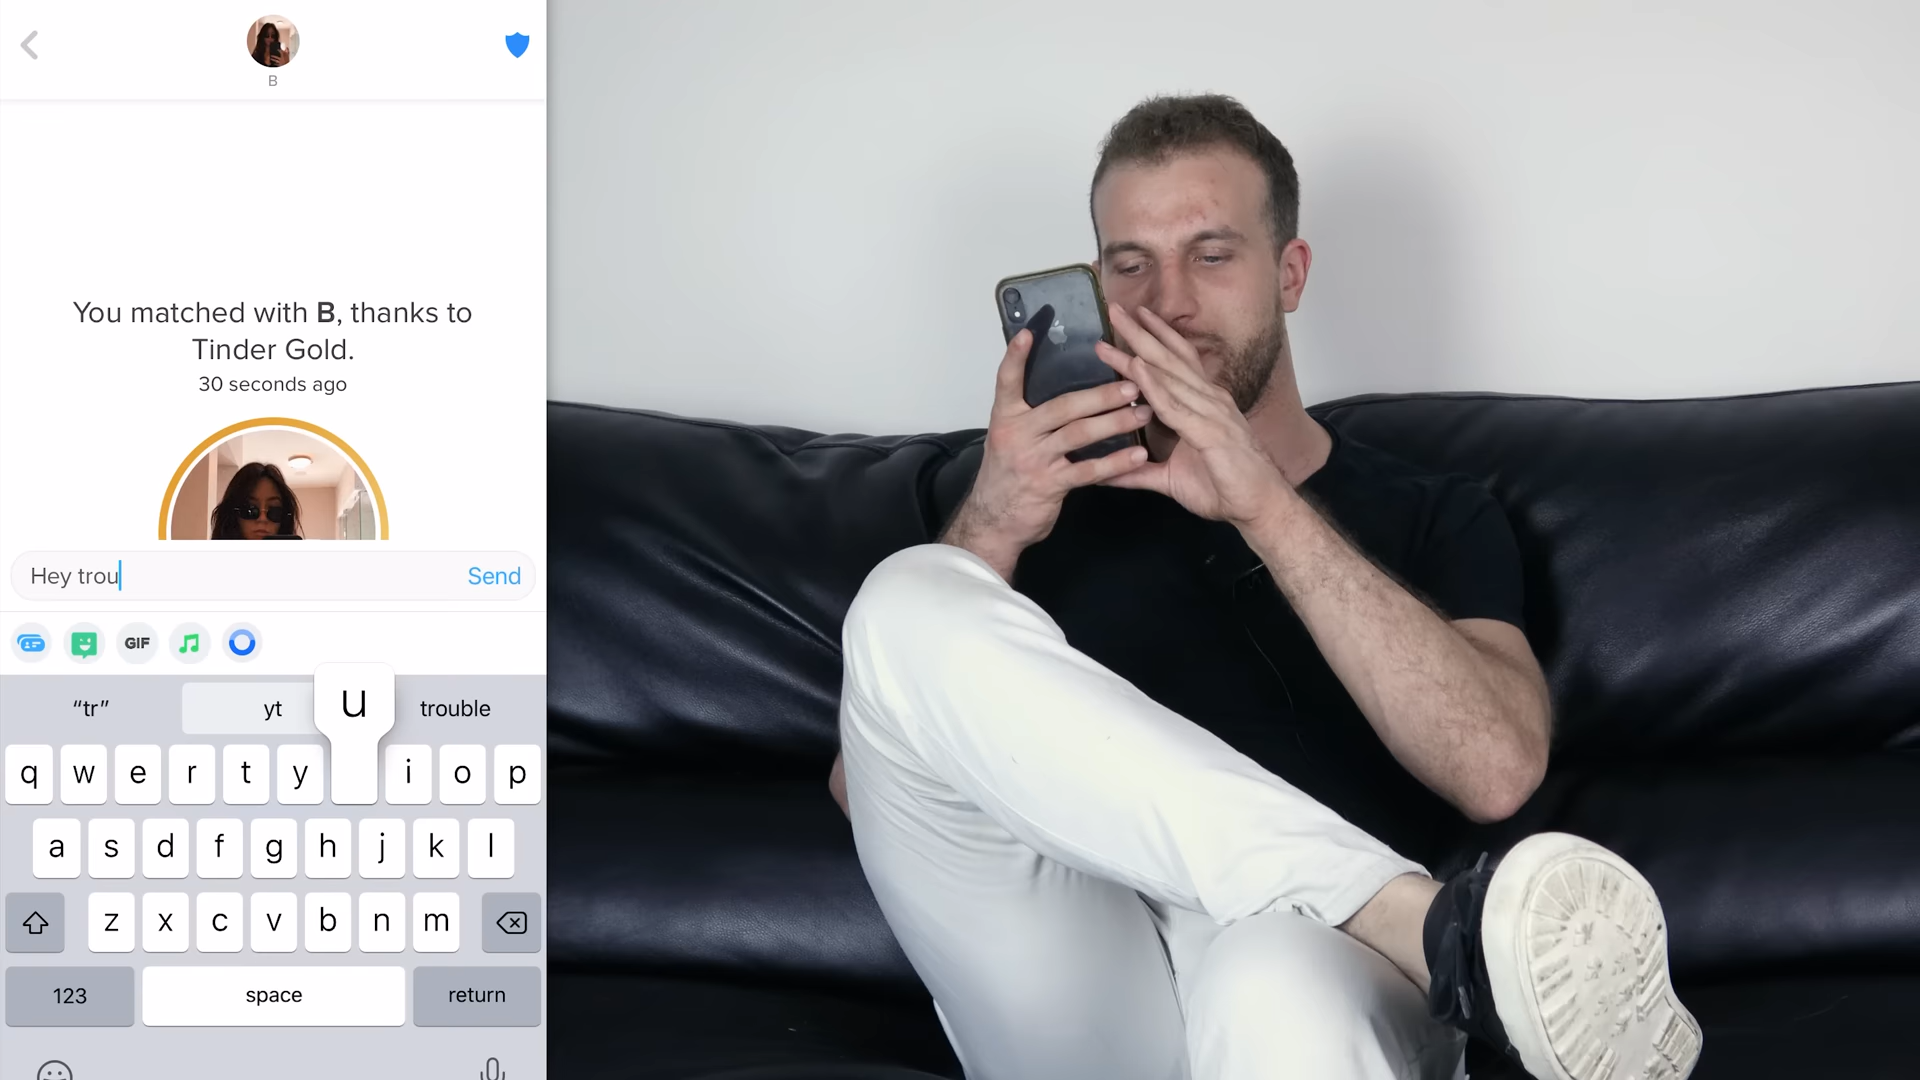 B
You matched with B, thanks to
Tinder Gold.
30 seconds ago
Hey trou
Send
GIF
“tr”
yt
u
trouble
q w e r t y i o p
a s d f g h j k l
z x c v b n m
123
space
return